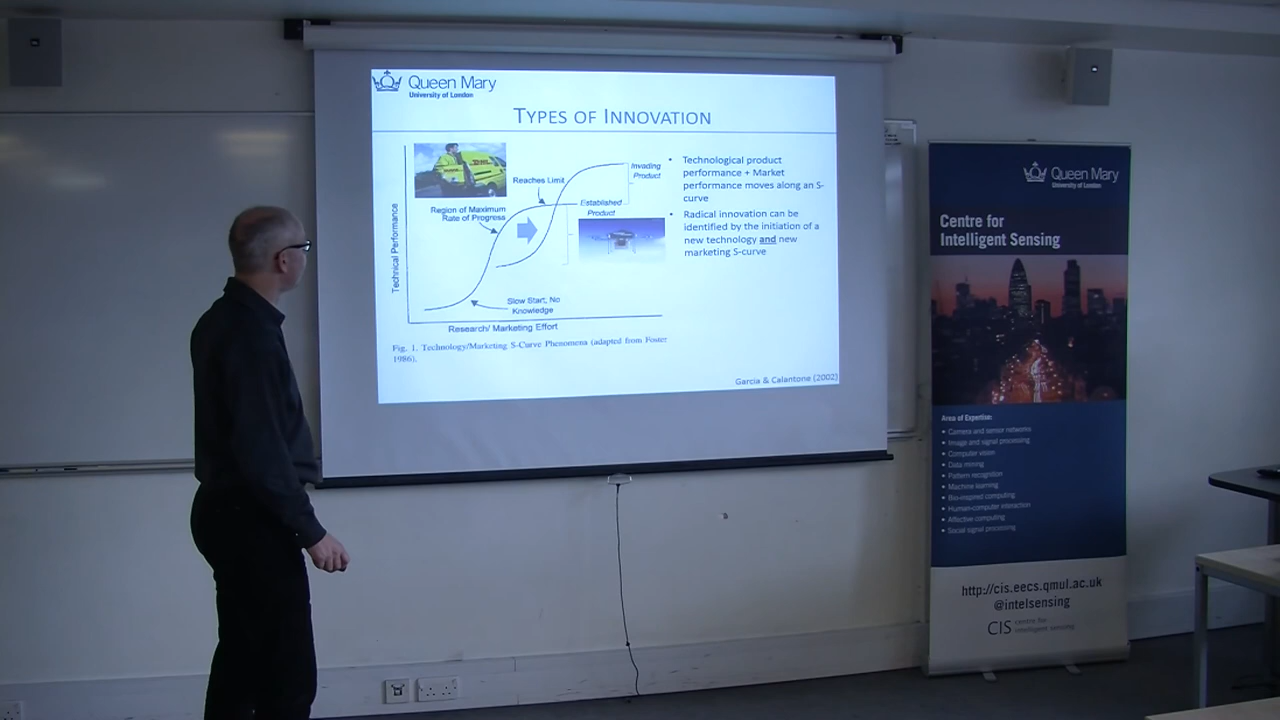 Queen Mary
University of London
TYPES OF INNOVATION
Technical Performance
Invading
Product
Reaches Limit
Region of Maximum
Rate of Progress
Established
Product
Slow Start, No
Knowledge
Research/ Marketing Effort
Fig. 1. Technology/Marketing S-Curve Phenomena (adapted from Foster
1986).
• Technological product
performance + Market
performance moves along an S-
curve
• Radical innovation can be
identified by the initiation of a
new technology and new
marketing S-curve
Garcia & Calantone (2002)
Queen Mary
University of London
Centre for
Intelligent Sensing
Area of Expertise:
• Camera and sensor networks
• Image and signal processing
• Computer vision
• Data mining
• Pattern recognition
• Machine learning
• Bio-inspired computing
• Human-computer interaction
• Affective computing
• Social signal processing
http://cis.eecs.qmul.ac.uk
@intelsensing
CIS centre for
intelligent sensing